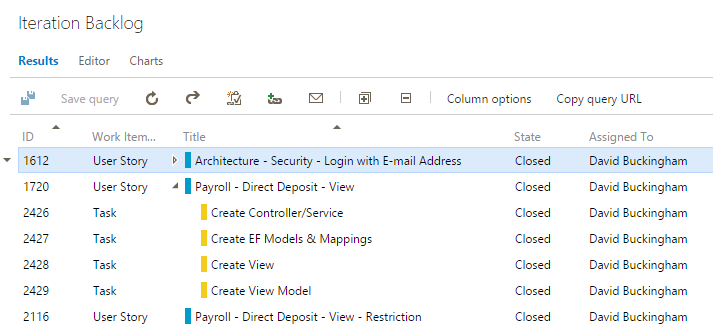 Iteration Backlog
Results Editor Charts
Save query Column options Copy query URL
ID Work Item... Title State Assigned To
1612 User Story Architecture - Security - Login with E-mail Address Closed David Buckingham
1720 User Story Payroll - Direct Deposit - View Closed David Buckingham
2426 Task Create Controller/Service Closed David Buckingham
2427 Task Create EF Models & Mappings Closed David Buckingham
2428 Task Create View Closed David Buckingham
2429 Task Create View Model Closed David Buckingham
2116 User Story Payroll - Direct Deposit - View - Restriction Closed David Buckingham